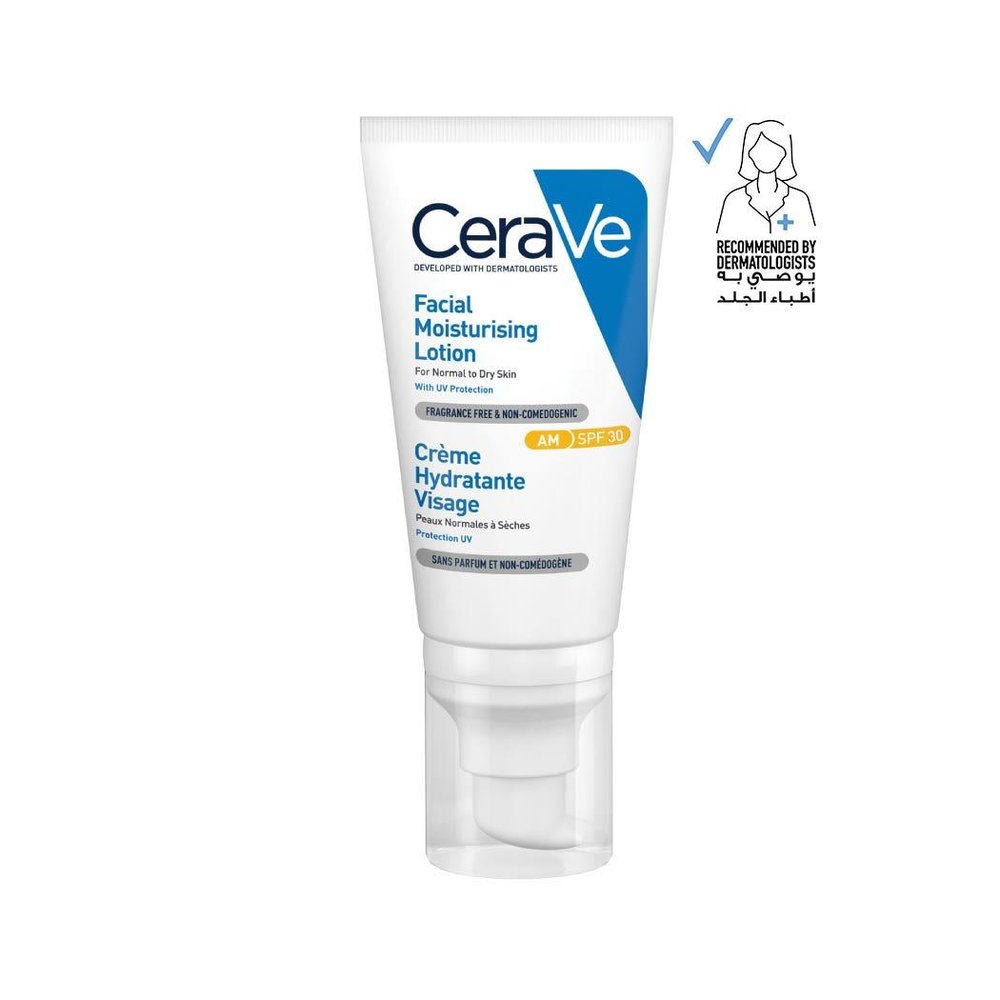 CeraVe
DEVELOPED WITH DERMATOLOGISTS
Facial
Moisturising
Lotion
For Normal to Dry Skin
With UV Protection
FRAGRANCE FREE & NON-COMEDOGENIC
AM SPF 30
Crème
Hydratante
Visage
Peaux Normales à Sèches
Protection UV
SANS PARFUM ET NON-COMÉDOGÈNE
RECOMMENDED BY
DERMATOLOGISTS
يوصي به
أطباء الجلد